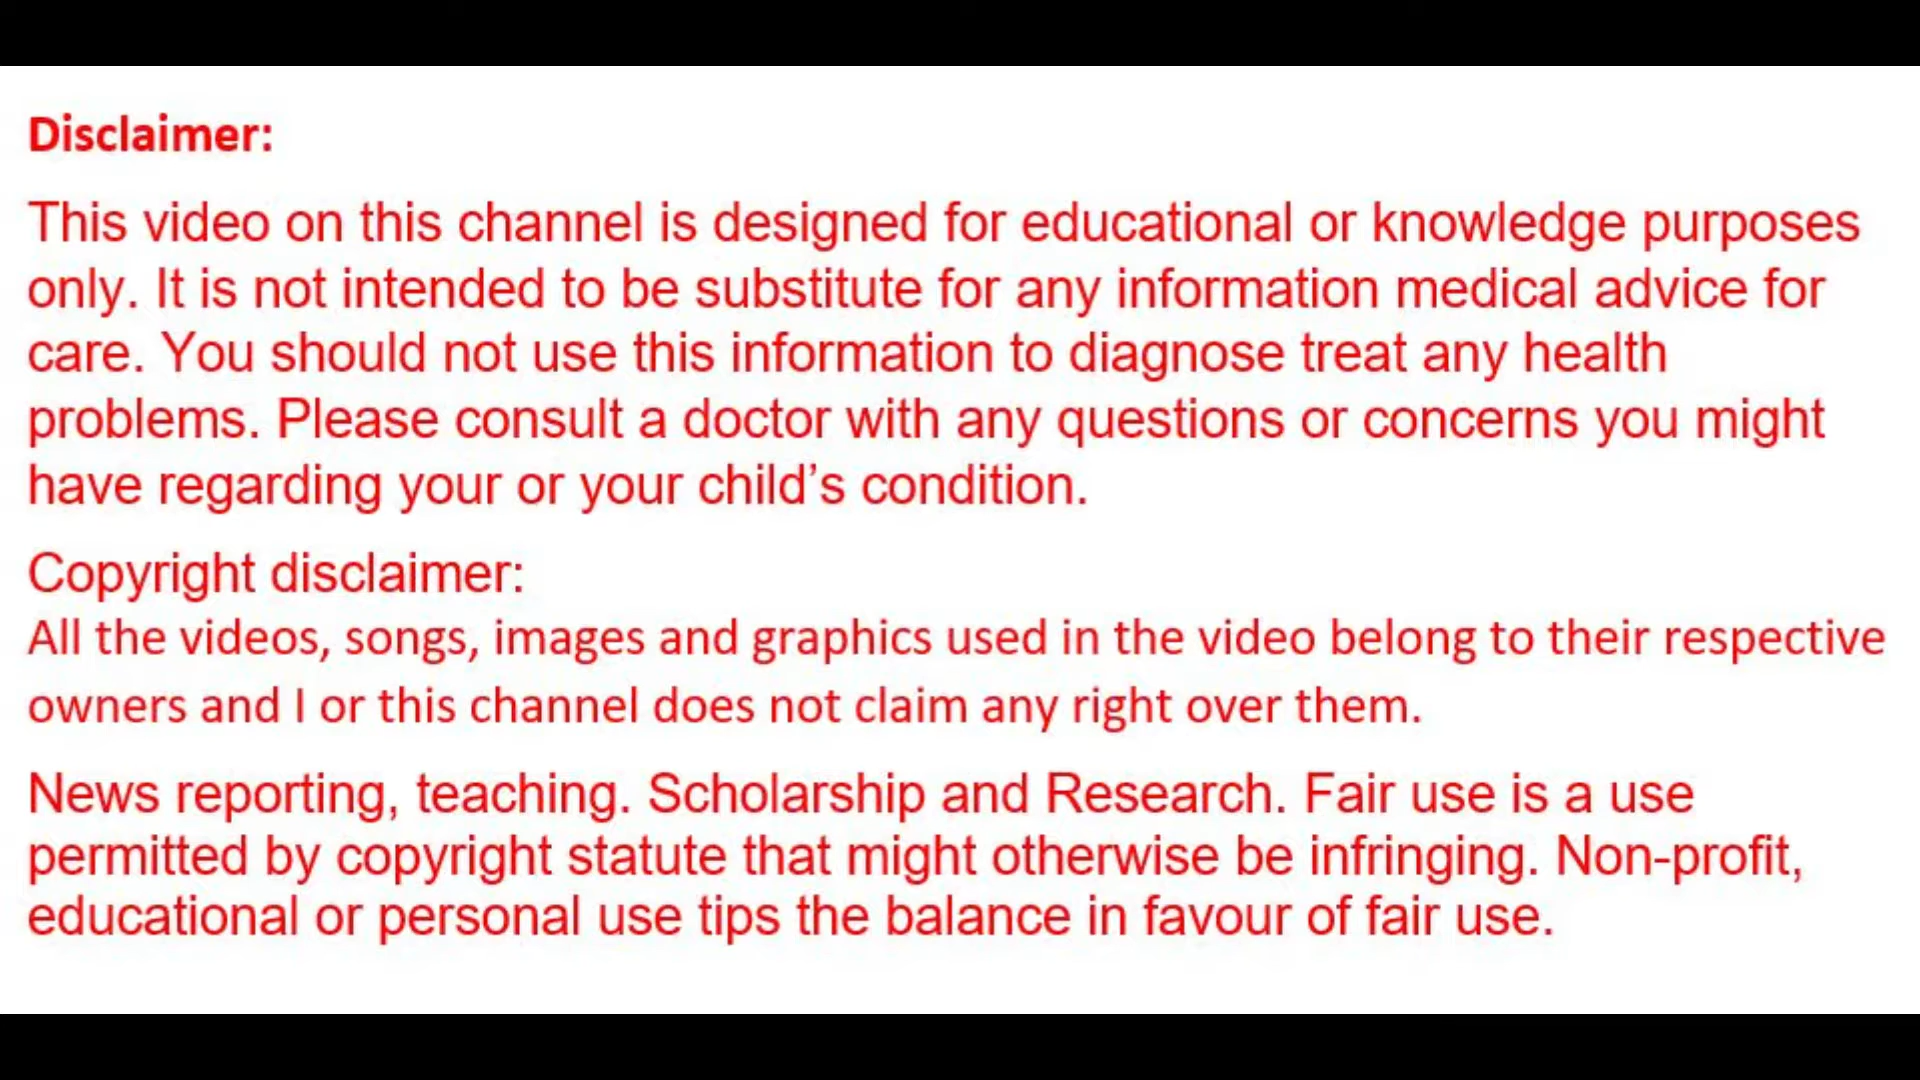 Disclaimer:
This video on this channel is designed for educational or knowledge purposes
only. It is not intended to be substitute for any information medical advice for
care. You should not use this information to diagnose treat any health
problems. Please consult a doctor with any questions or concerns you might
have regarding your or your child’s condition.
Copyright disclaimer:
All the videos, songs, images and graphics used in the video belong to their respective
owners and I or this channel does not claim any right over them.
News reporting, teaching. Scholarship and Research. Fair use is a use
permitted by copyright statute that might otherwise be infringing. Non-profit,
educational or personal use tips the balance in favour of fair use.